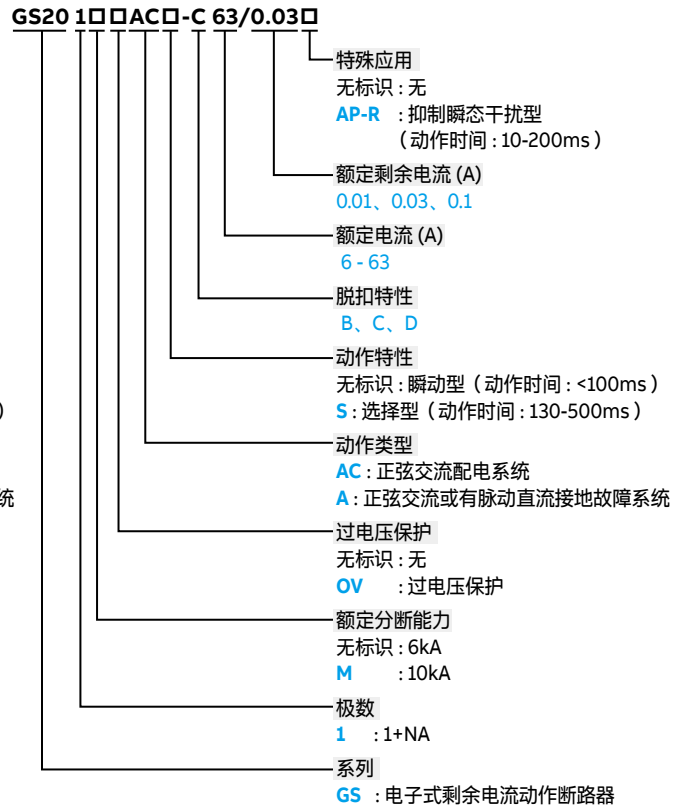 GS20 1□□AC□-C 63/0.03□
特殊应用
无标识 : 无
AP-R : 抑制瞬态干扰型
（动作时间 : 10-200ms）
额定剩余电流 (A)
0.01、0.03、0.1
额定电流 (A)
6 - 63
脱扣特性
B、C、D
动作特性
无标识 : 瞬动型（动作时间 : <100ms）
S : 选择型（动作时间 : 130-500ms）
）
动作类型
AC : 正弦交流配电系统
统
A : 正弦交流或有脉动直流接地故障系统
过电压保护
无标识 : 无
OV : 过电压保护
额定分断能力
无标识 : 6kA
M : 10kA
极数
1 : 1+NA
系列
GS : 电子式剩余电流动作断路器